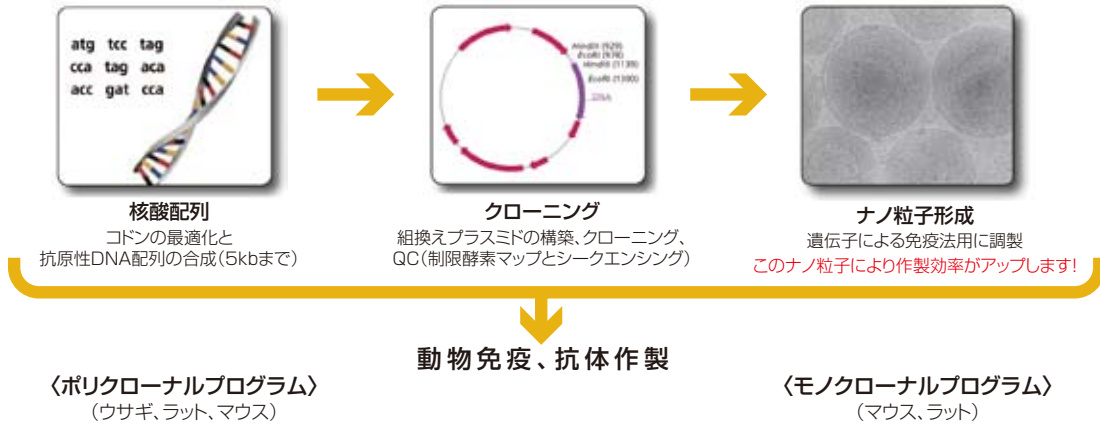 atg tcc tag
cca tag aca
acc gat cca
HindIII (929)
EcoRI (938)
HindIII (1139)
EcoRI (1300)
核酸配列
コドンの最適化と
抗原性DNA配列の合成(5kbまで)
クローニング
組換えプラスミドの構築、クローニング、
QC(制限酵素マップとシークエンシング)
ナノ粒子形成
遺伝子による免疫法用に調製
このナノ粒子により作製効率がアップします!
動物免疫、抗体作製
〈ポリクローナルプログラム〉
(ウサギ、ラット、マウス)
〈モノクローナルプログラム〉
(マウス、ラット)